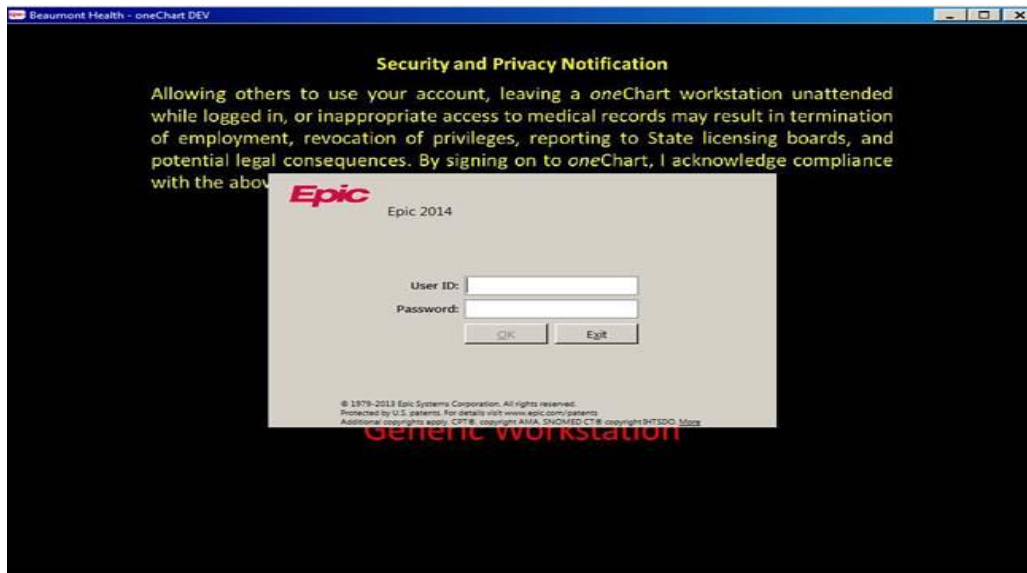 Beaumont Health - oneChart DEV
Security and Privacy Notification
Allowing others to use your account, leaving a oneChart workstation unattended
while logged in, or inappropriate access to medical records may result in termination
of employment, revocation of privileges, reporting to State licensing boards, and
potential legal consequences. By signing on to oneChart, I acknowledge compliance
with the abov
Epic
Epic 2014
User ID:
Password:
OK Exit
© 1979-2013 Epic Systems Corporation. All rights reserved.
Protected by U.S. patents. For details visit www.epic.com/patents
Additional copyrights apply. CPT®, copyright AMA. SNOMED CT® copyright IHTSDO. More
Generic Workstation